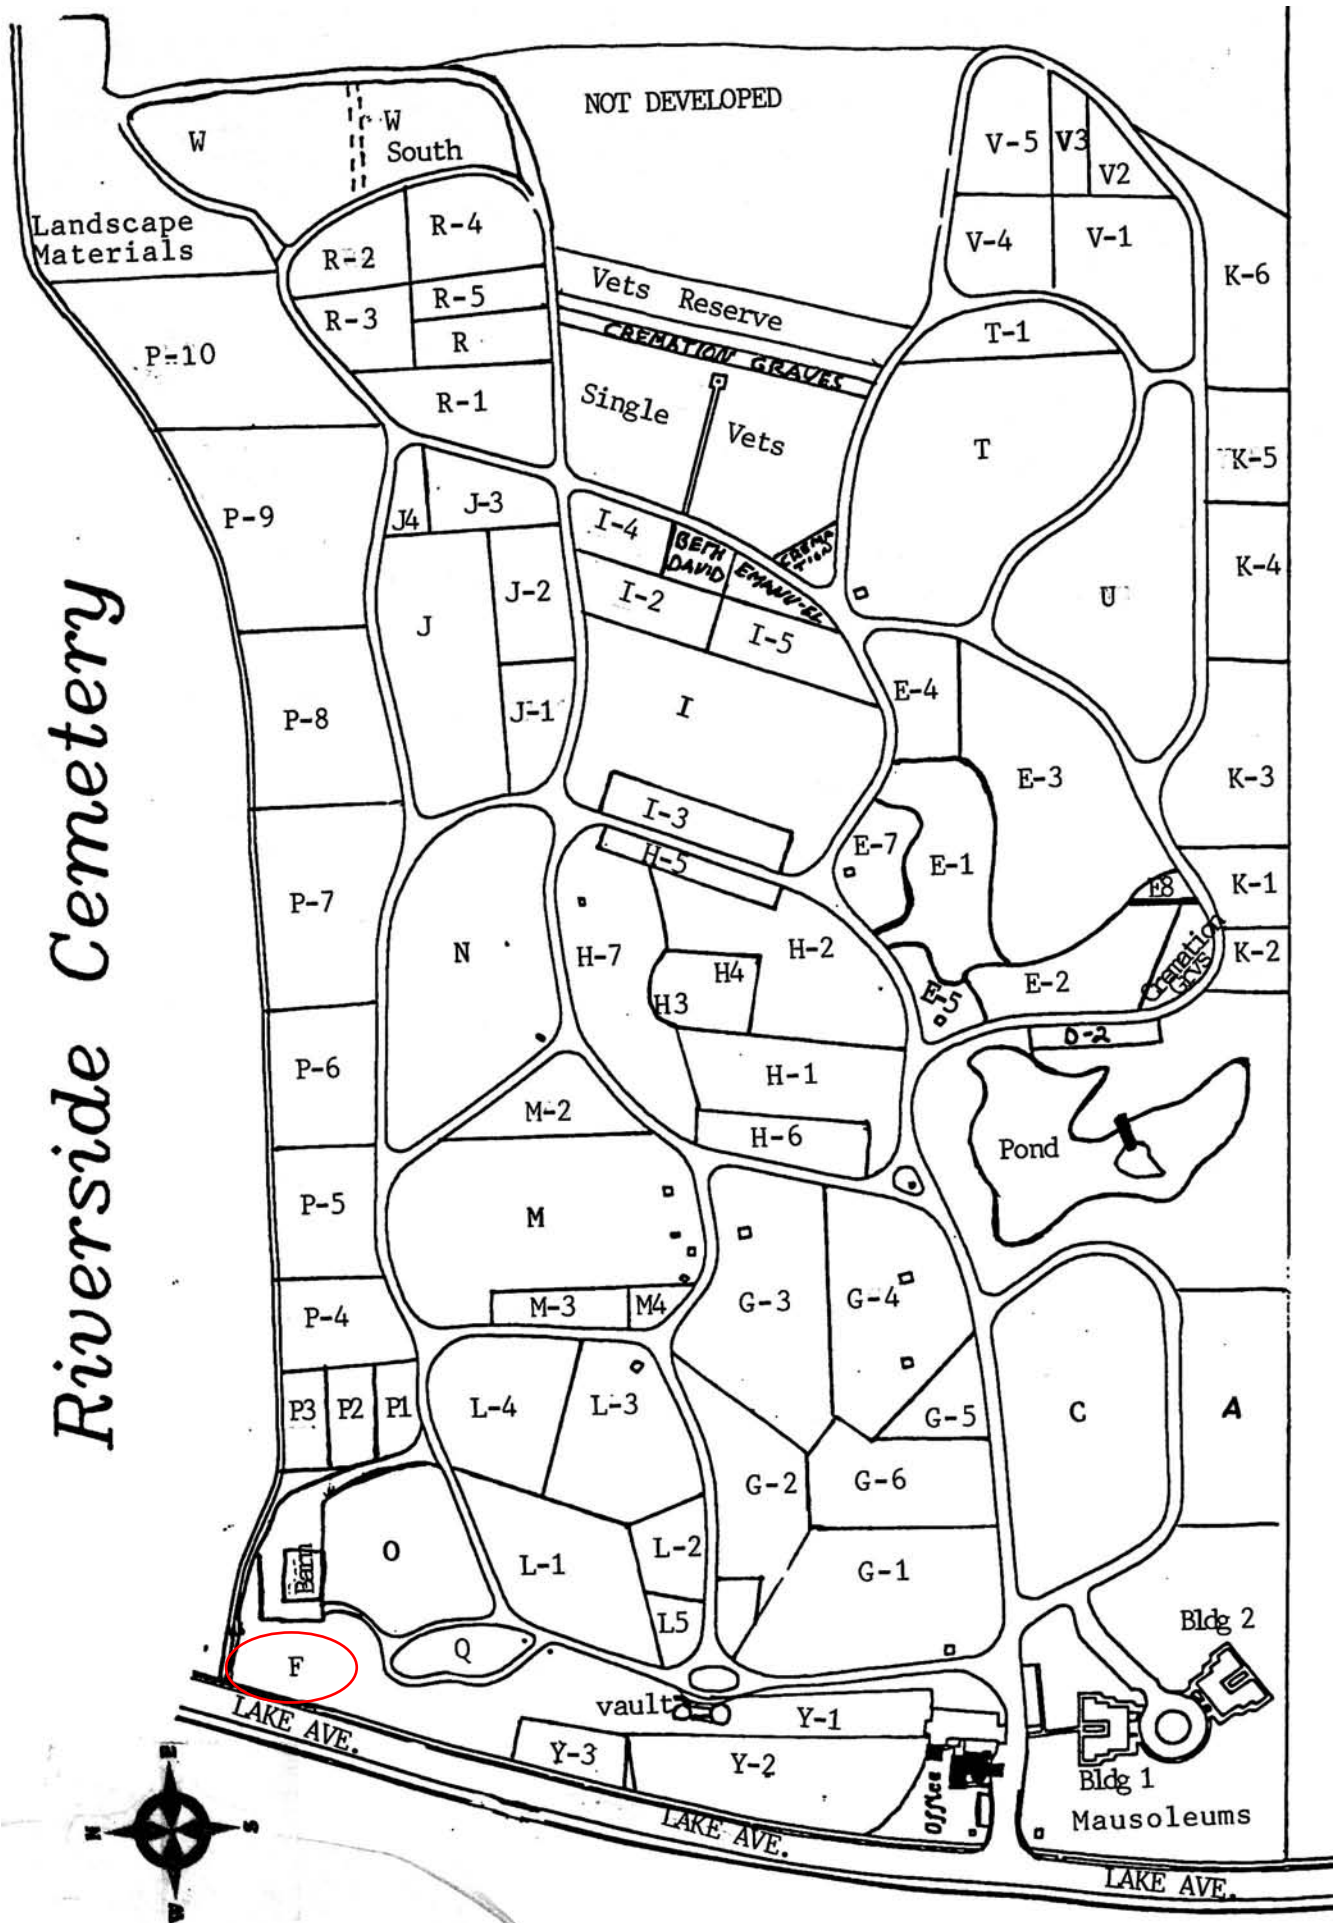 NOT DEVELOPED
W
W
South
V-5
V3
V2
Landscape
Materials
R-4
R-2
V-4
V-1
K-6
R-5
R-3
R
Vets Reserve
T-1
P-10
CREMATION GRAVES
R-1
Single
Vets
T
K-5
P-9
J4
J-3
I-4
BETH
DAVID
EMANU-EL
CREMA
TION
K-4
J-2
I-2
U
J
I-5
E-4
P-8
J-1
I
E-3
K-3
I-3
H-5
E-7
E-1
E8
K-1
P-7
N
H-7
H-2
H4
H3
E-5
E-2
Cremation
Grvs
K-2
D-2
P-6
H-1
M-2
H-6
Pond
P-5
M
P-4
M-3
M4
G-3
G-4
P3
P2
P1
L-4
L-3
G-5
C
A
G-2
G-6
Barn
O
L-1
L-2
G-1
L5
Bldg 2
F
Q
vault
Y-1
LAKE AVE.
Y-3
Y-2
Office
Bldg 1
Mausoleums
LAKE AVE.
LAKE AVE.
Riverside Cemetery
E
N
S
W